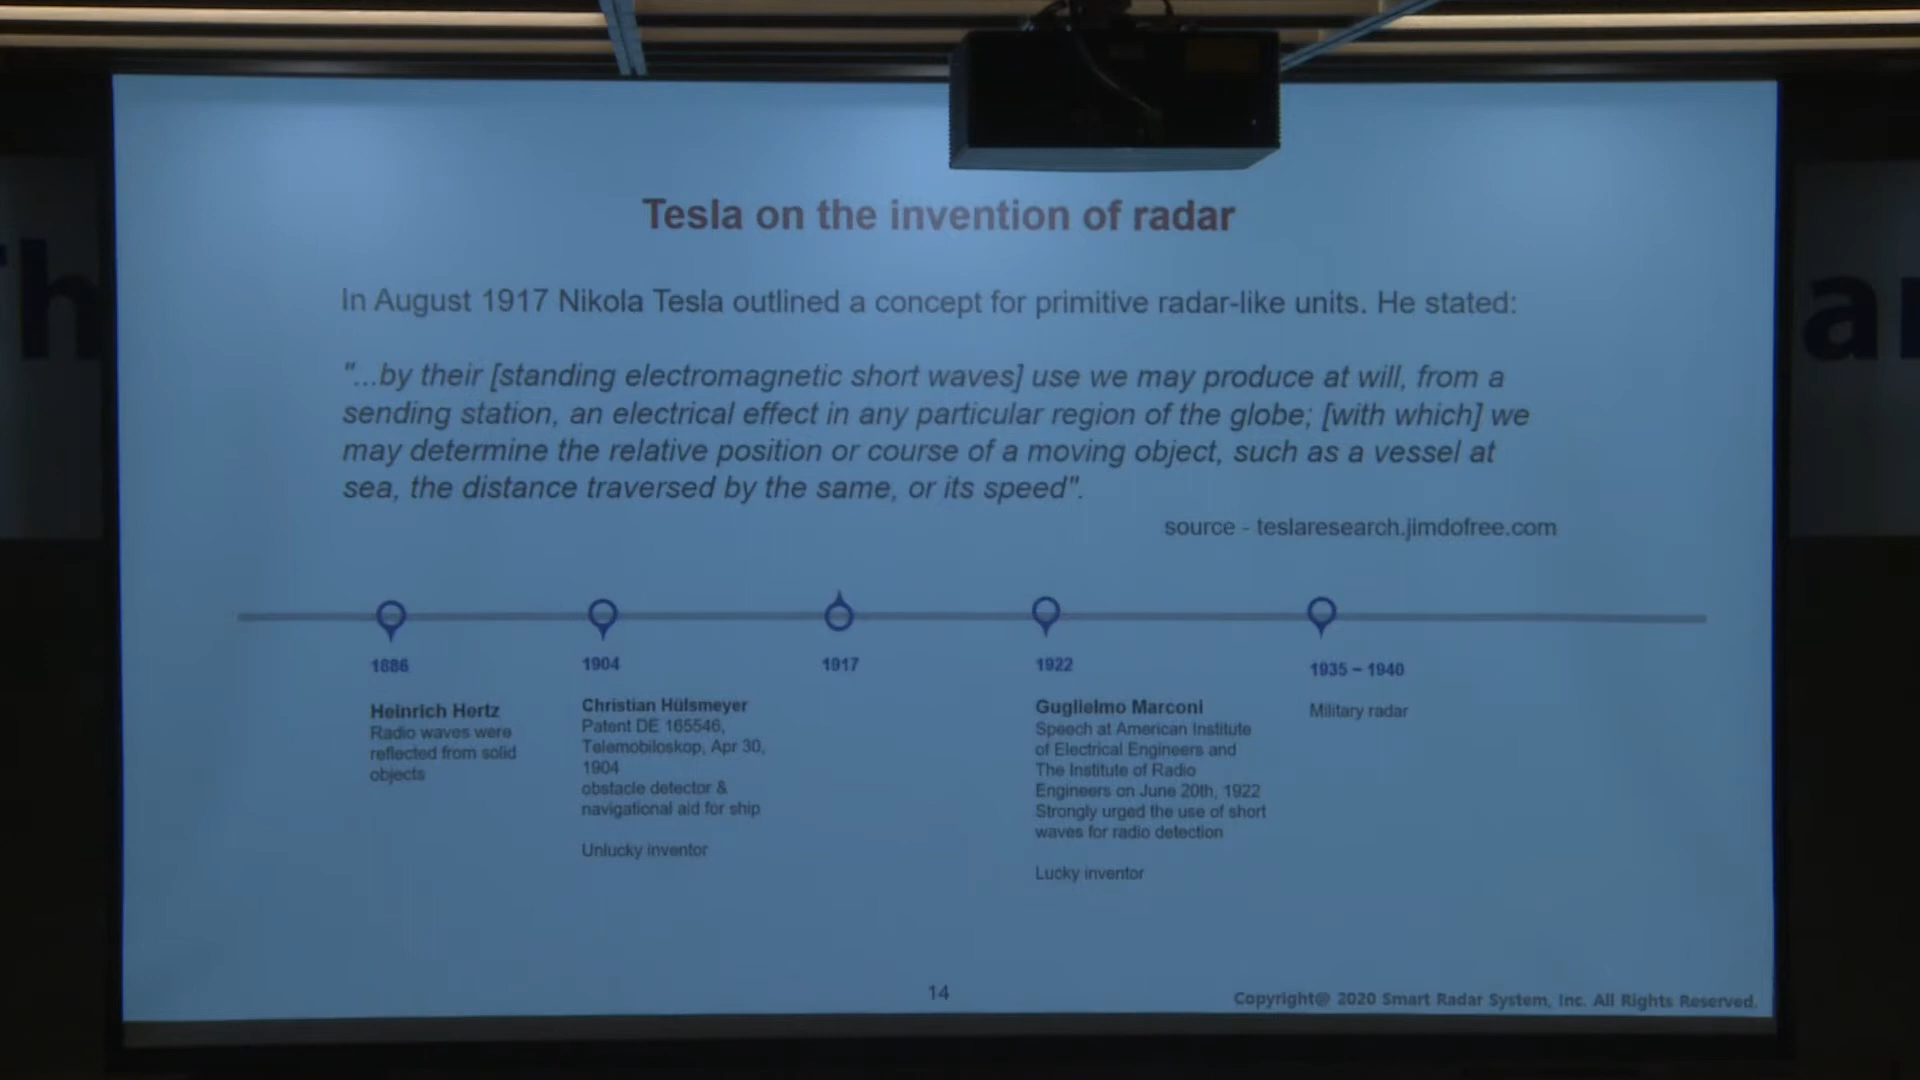 Tesla on the invention of radar
In August 1917 Nikola Tesla outlined a concept for primitive radar-like units. He stated:
"...by their [standing electromagnetic short waves] use we may produce at will, from a
sending station, an electrical effect in any particular region of the globe; [with which] we
may determine the relative position or course of a moving object, such as a vessel at
sea, the distance traversed by the same, or its speed".
source - teslaresearch.jimdofree.com
1886
Heinrich Hertz
Radio waves were
reflected from solid
objects
1904
Christian Hülsmeyer
Patent DE 165546,
Telemobiloskop, Apr 30,
1904
obstacle detector &
navigational aid for ship
Unlucky inventor
1917
1922
Guglielmo Marconi
Speech at American Institute
of Electrical Engineers and
The Institute of Radio
Engineers on June 20th, 1922
Strongly urged the use of short
waves for radio detection
Lucky inventor
1935 – 1940
Military radar
14
Copyright@ 2020 Smart Radar System, Inc. All Rights Reserved.